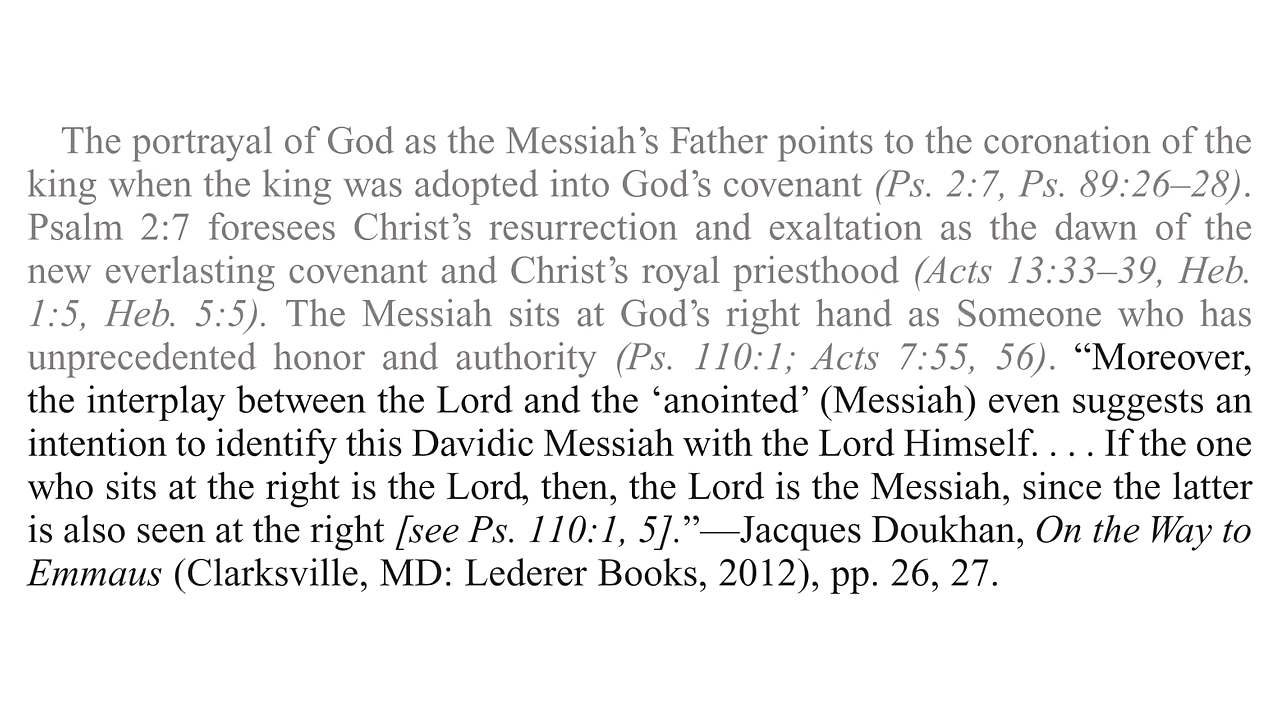 The portrayal of God as the Messiah’s Father points to the coronation of the
king when the king was adopted into God’s covenant (Ps. 2:7, Ps. 89:26–28).
Psalm 2:7 foresees Christ’s resurrection and exaltation as the dawn of the
new everlasting covenant and Christ’s royal priesthood (Acts 13:33–39, Heb.
1:5, Heb. 5:5). The Messiah sits at God’s right hand as Someone who has
unprecedented honor and authority (Ps. 110:1; Acts 7:55, 56). “Moreover,
the interplay between the Lord and the ‘anointed’ (Messiah) even suggests an
intention to identify this Davidic Messiah with the Lord Himself. . . . If the one
who sits at the right is the Lord, then, the Lord is the Messiah, since the latter
is also seen at the right [see Ps. 110:1, 5].”—Jacques Doukhan, On the Way to
Emmaus (Clarksville, MD: Lederer Books, 2012), pp. 26, 27.